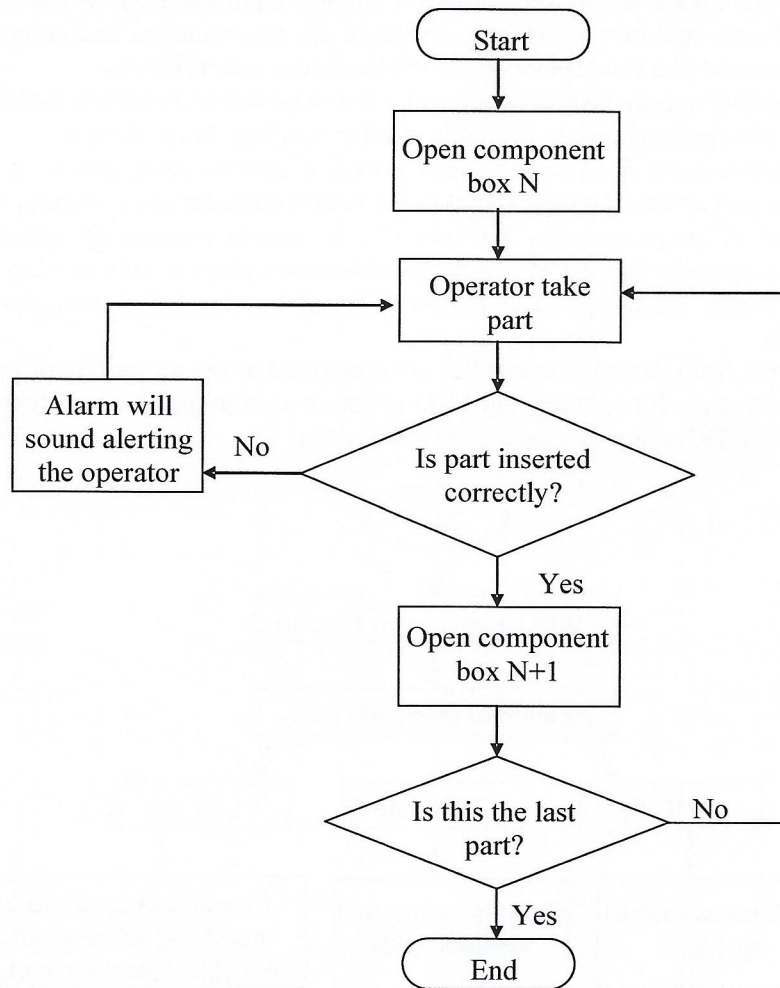 Start
Open component
box N
Operator take
part
Alarm will
sound alerting
the operator
No
Is part inserted
correctly?
Yes
Open component
box N+1
Is this the last
part?
No
Yes
End